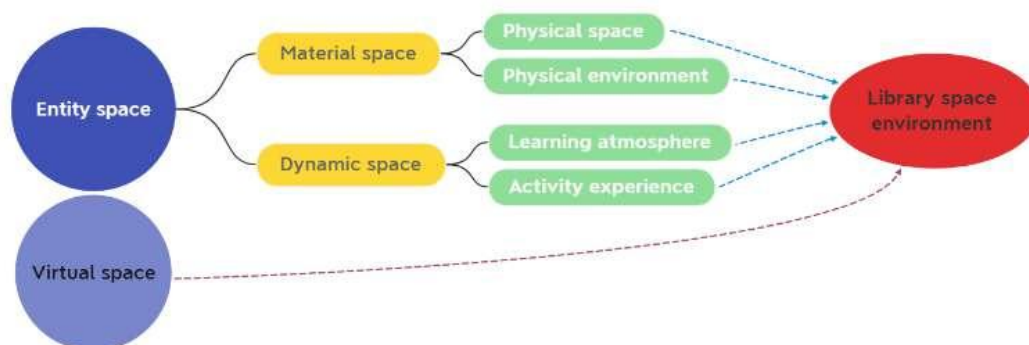 Entity space
Material space
Physical space
Physical environment
Dynamic space
Learning atmosphere
Activity experience
Library space
environment
Virtual space